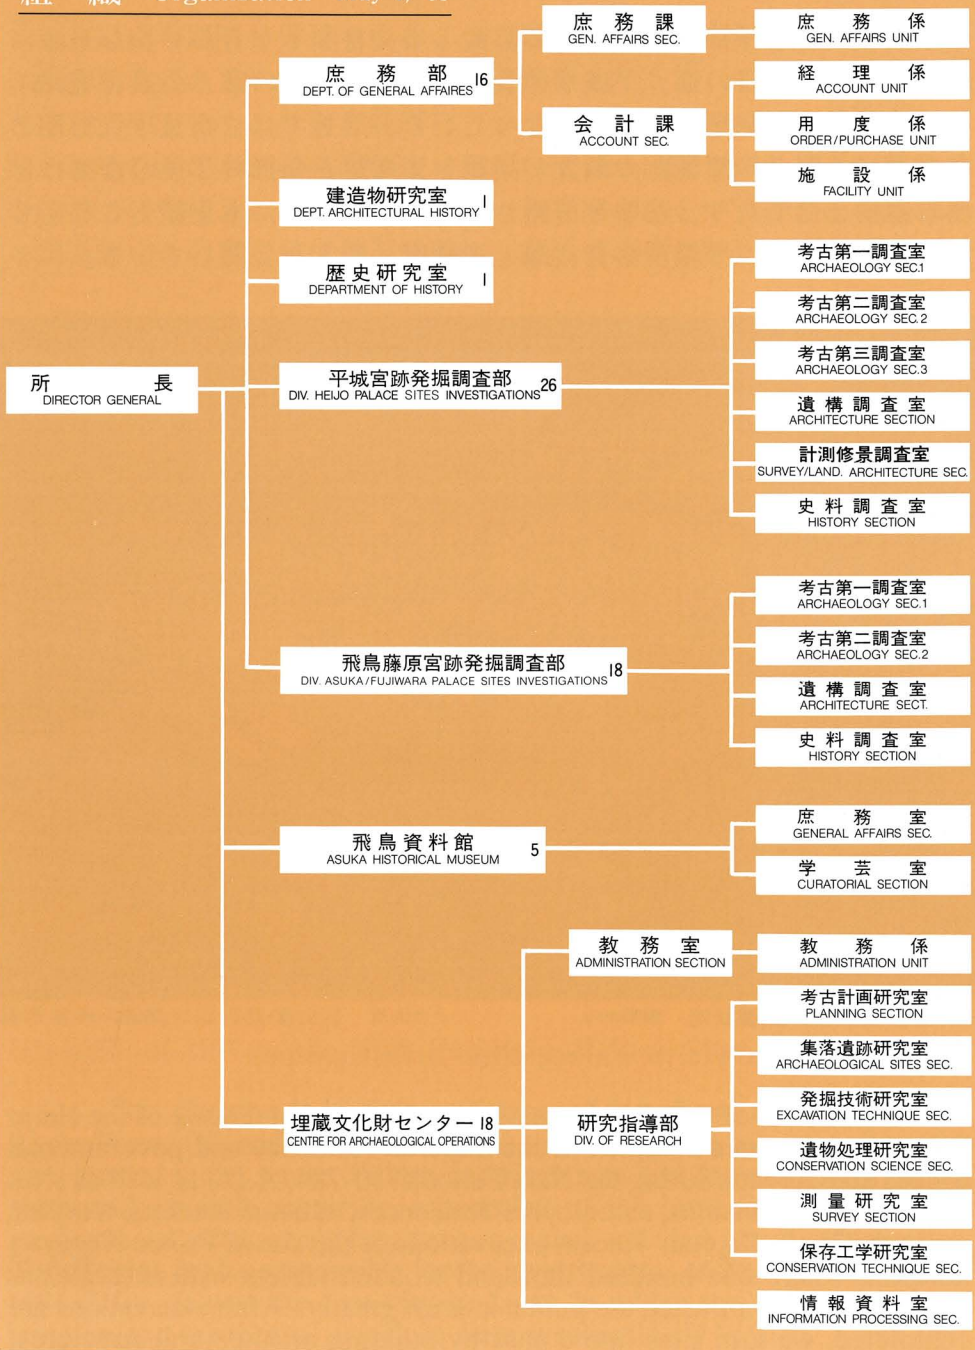 組 織 Organization
所 長
DIRECTOR GENERAL
庶 務 部 16
DEPT. OF GENERAL AFFAIRES
庶 務 課
GEN. AFFAIRS SEC.
庶 務 係
GEN. AFFAIRS UNIT
会 計 課
ACCOUNT SEC.
経 理 係
ACCOUNT UNIT
用 度 係
ORDER/PURCHASE UNIT
施 設 係
FACILITY UNIT
建造物研究室 1
DEPT. ARCHITECTURAL HISTORY
歴史研究室 1
DEPARTMENT OF HISTORY
平城宮跡発掘調査部 26
DIV. HEIJO PALACE SITES INVESTIGATIONS
考古第一調査室
ARCHAEOLOGY SEC.1
考古第二調査室
ARCHAEOLOGY SEC.2
考古第三調査室
ARCHAEOLOGY SEC.3
遺構調査室
ARCHITECTURE SECTION
計測修景調査室
SURVEY/LAND. ARCHITECTURE SEC.
史料調査室
HISTORY SECTION
飛鳥藤原宮跡発掘調査部 18
DIV. ASUKA/FUJIWARA PALACE SITES INVESTIGATIONS
考古第一調査室
ARCHAEOLOGY SEC.1
考古第二調査室
ARCHAEOLOGY SEC.2
遺構調査室
ARCHITECTURE SECT.
史料調査室
HISTORY SECTION
飛鳥資料館 5
ASUKA HISTORICAL MUSEUM
庶 務 室
GENERAL AFFAIRS SEC.
学 芸 室
CURATORIAL SECTION
埋蔵文化財センター 18
CENTRE FOR ARCHAEOLOGICAL OPERATIONS
教 務 室
ADMINISTRATION SECTION
教 務 係
ADMINISTRATION UNIT
研究指導部
DIV. OF RESEARCH
考古計画研究室
PLANNING SECTION
集落遺跡研究室
ARCHAEOLOGICAL SITES SEC.
発掘技術研究室
EXCAVATION TECHNIQUE SEC.
遺物処理研究室
CONSERVATION SCIENCE SEC.
測量研究室
SURVEY SECTION
保存工学研究室
CONSERVATION TECHNIQUE SEC.
情報資料室
INFORMATION PROCESSING SEC.